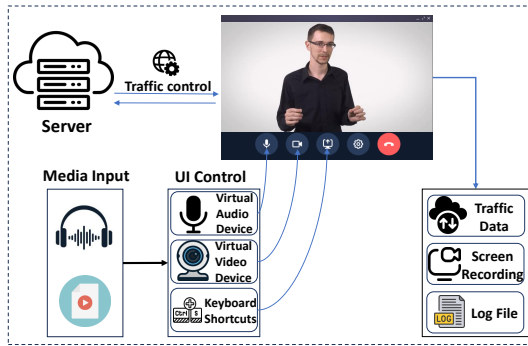 Traffic control
Server
Media Input
UI Control
Virtual
Audio
Device
Virtual
Video
Device
Ctrl
S
Keyboard
Shortcuts
Traffic
Data
Screen
Recording
LOG
Log File